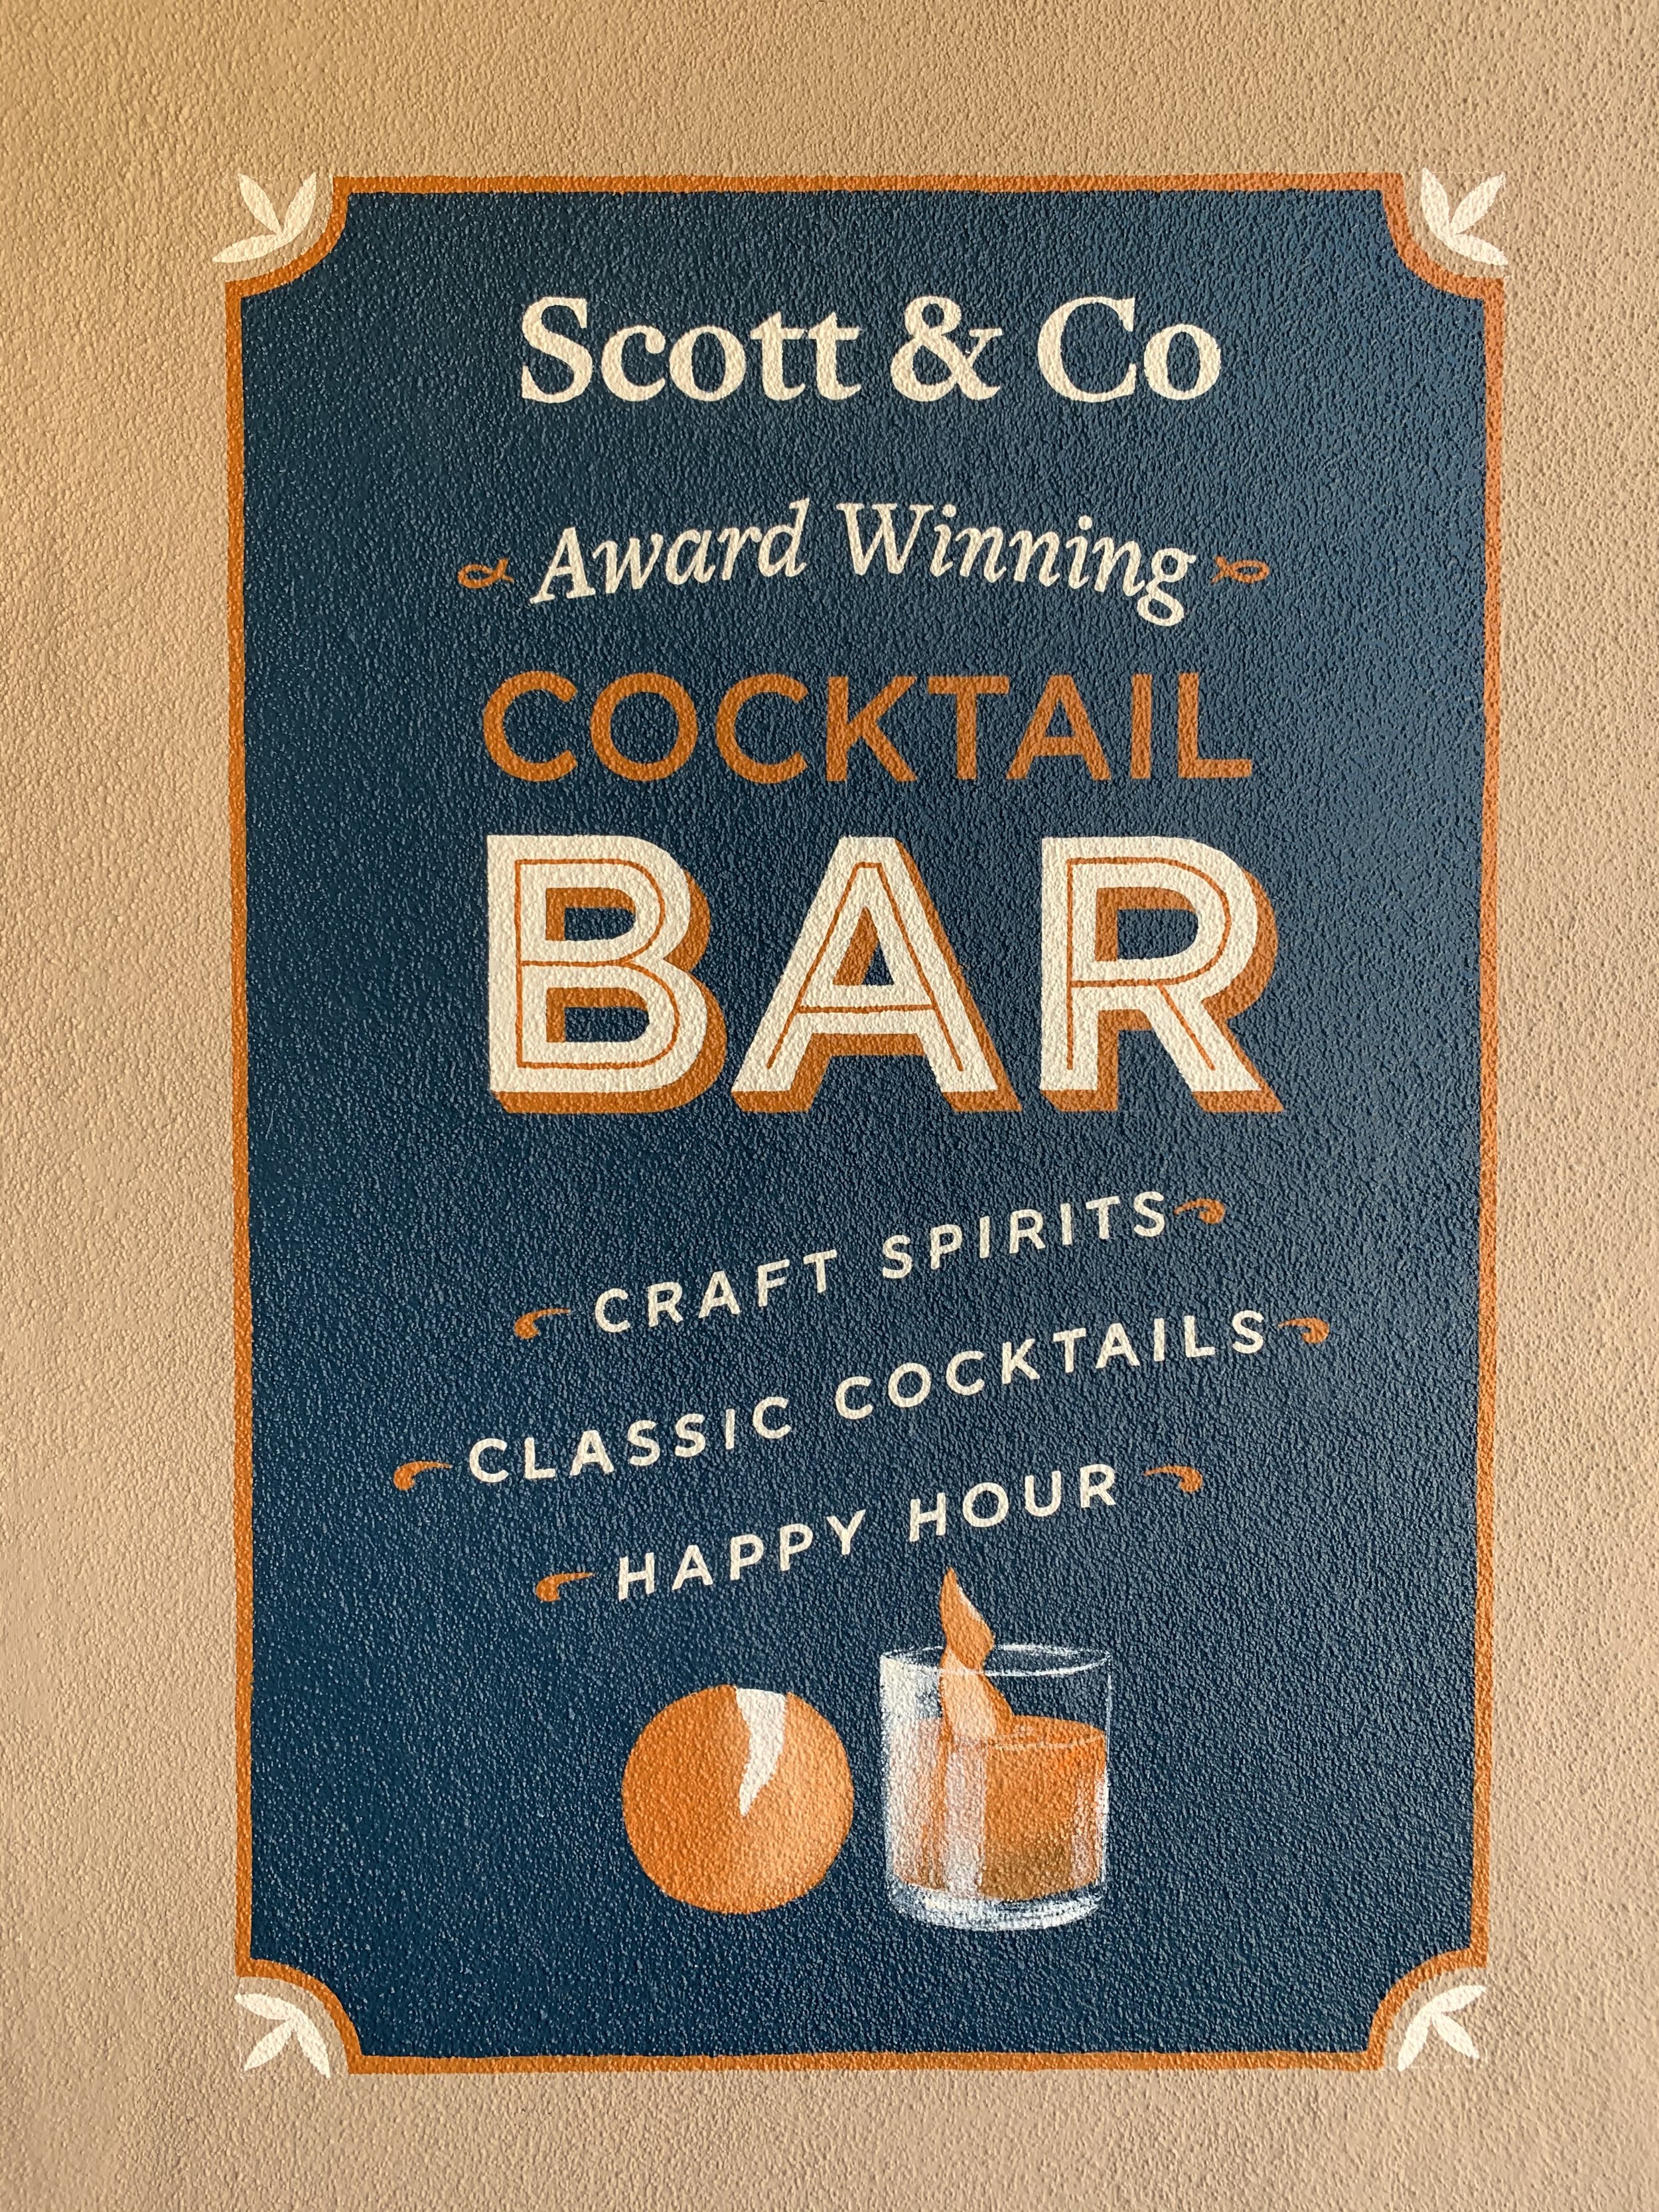 Scott & Co
Award Winning
COCKTAIL
BAR
CRAFT SPIRITS
CLASSIC COCKTAILS
HAPPY HOUR